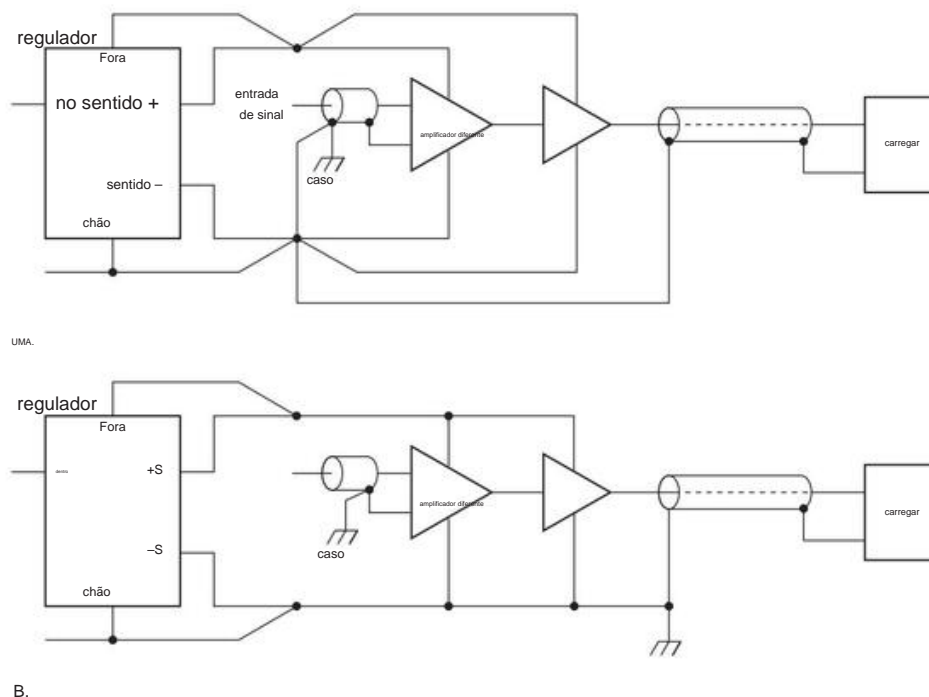 regulador
Fora
no sentido +
sentido –
chão
entrada
de sinal
caso
amplificador diferente
carregar
UMA.
regulador
Fora
+S
–S
chão
caso
amplificador diferente
carregar
B.